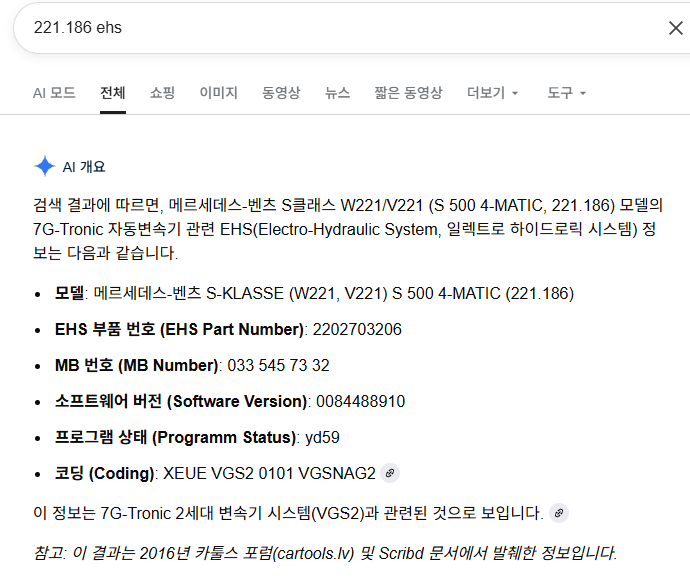 221.186 ehs
AI 모드 전체 쇼핑 이미지 동영상 뉴스 짧은 동영상 더보기 도구
AI 개요
검색 결과에 따르면, 메르세데스-벤츠 S클래스 W221/V221 (S 500 4-MATIC, 221.186) 모델의
7G-Tronic 자동변속기 관련 EHS(Electro-Hydraulic System, 일렉트로 하이드로릭 시스템) 정
보는 다음과 같습니다.
• 모델: 메르세데스-벤츠 S-KLASSE (W221, V221) S 500 4-MATIC (221.186)
• EHS 부품 번호 (EHS Part Number): 2202703206
• MB 번호 (MB Number): 033 545 73 32
• 소프트웨어 버전 (Software Version): 0084488910
• 프로그램 상태 (Programm Status): yd59
• 코딩 (Coding): XEUE VGS2 0101 VGSNAG2
이 정보는 7G-Tronic 2세대 변속기 시스템(VGS2)과 관련된 것으로 보입니다.
참고: 이 결과는 2016년 카툴스 포럼(cartools.lv) 및 Scribd 문서에서 발췌한 정보입니다.